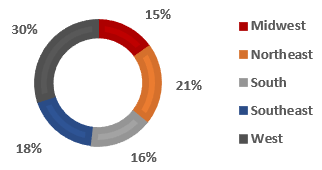 15%
21%
16%
18%
30%
Midwest
Northeast
South
Southeast
West